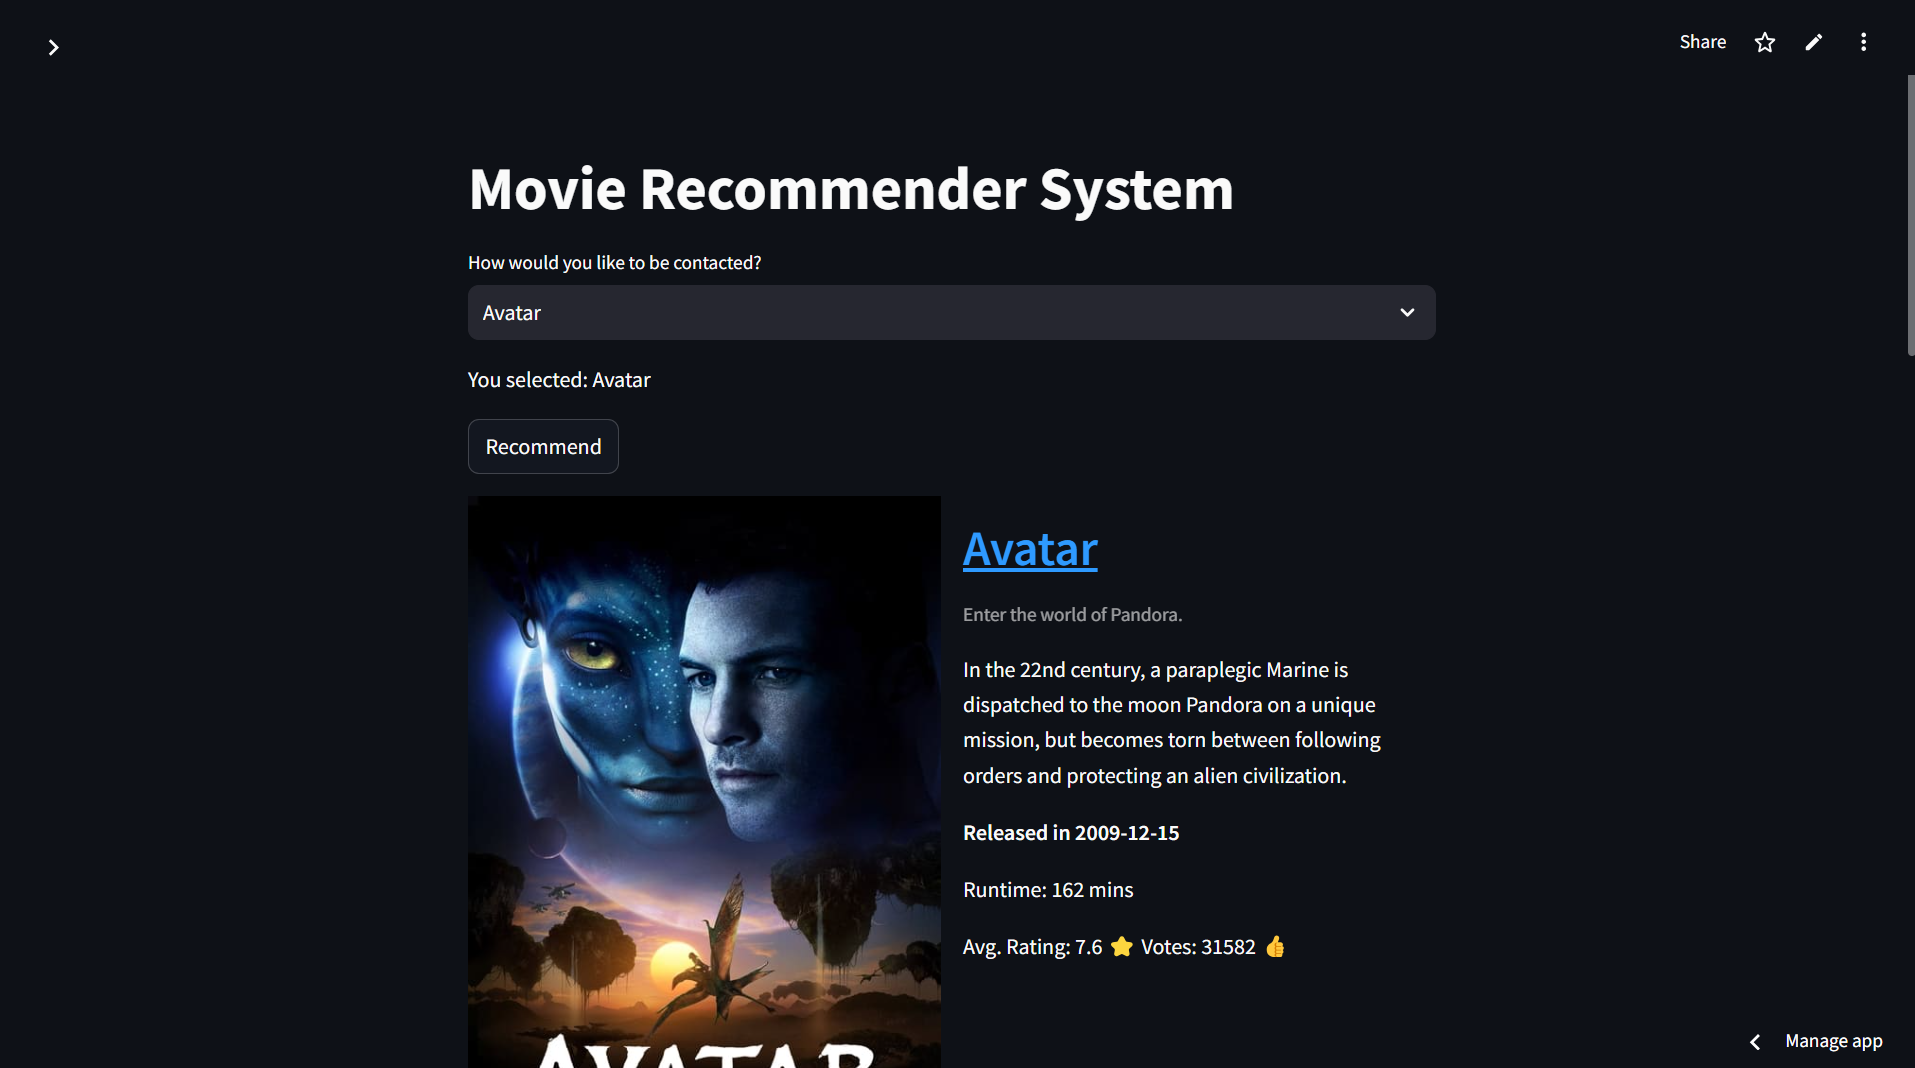 Share
Movie Recommender System
How would you like to be contacted?
Avatar
You selected: Avatar
Recommend
Avatar
Enter the world of Pandora.
In the 22nd century, a paraplegic Marine is
dispatched to the moon Pandora on a unique
mission, but becomes torn between following
orders and protecting an alien civilization.
Released in 2009-12-15
Runtime: 162 mins
Avg. Rating: 7.6 ⭐ Votes: 31582 👍
AVATAR
Manage app